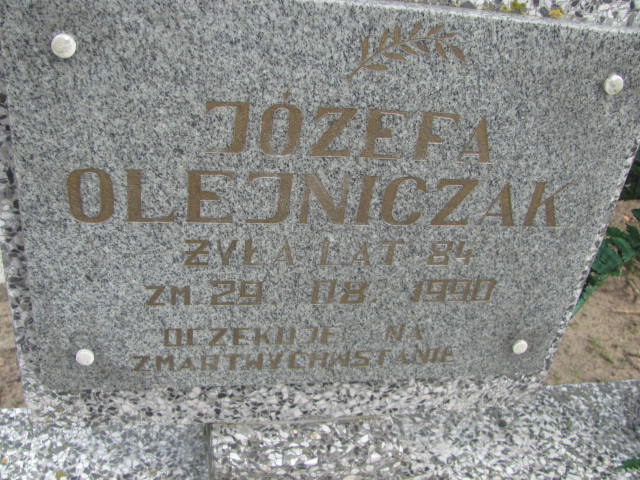 JÓZEFA
OLEJNICZAK
ŻYŁA LAT 84
ZM. 29. 08. 1990
OCZEKUJE NA
ZMARTWYCHWSTANIE